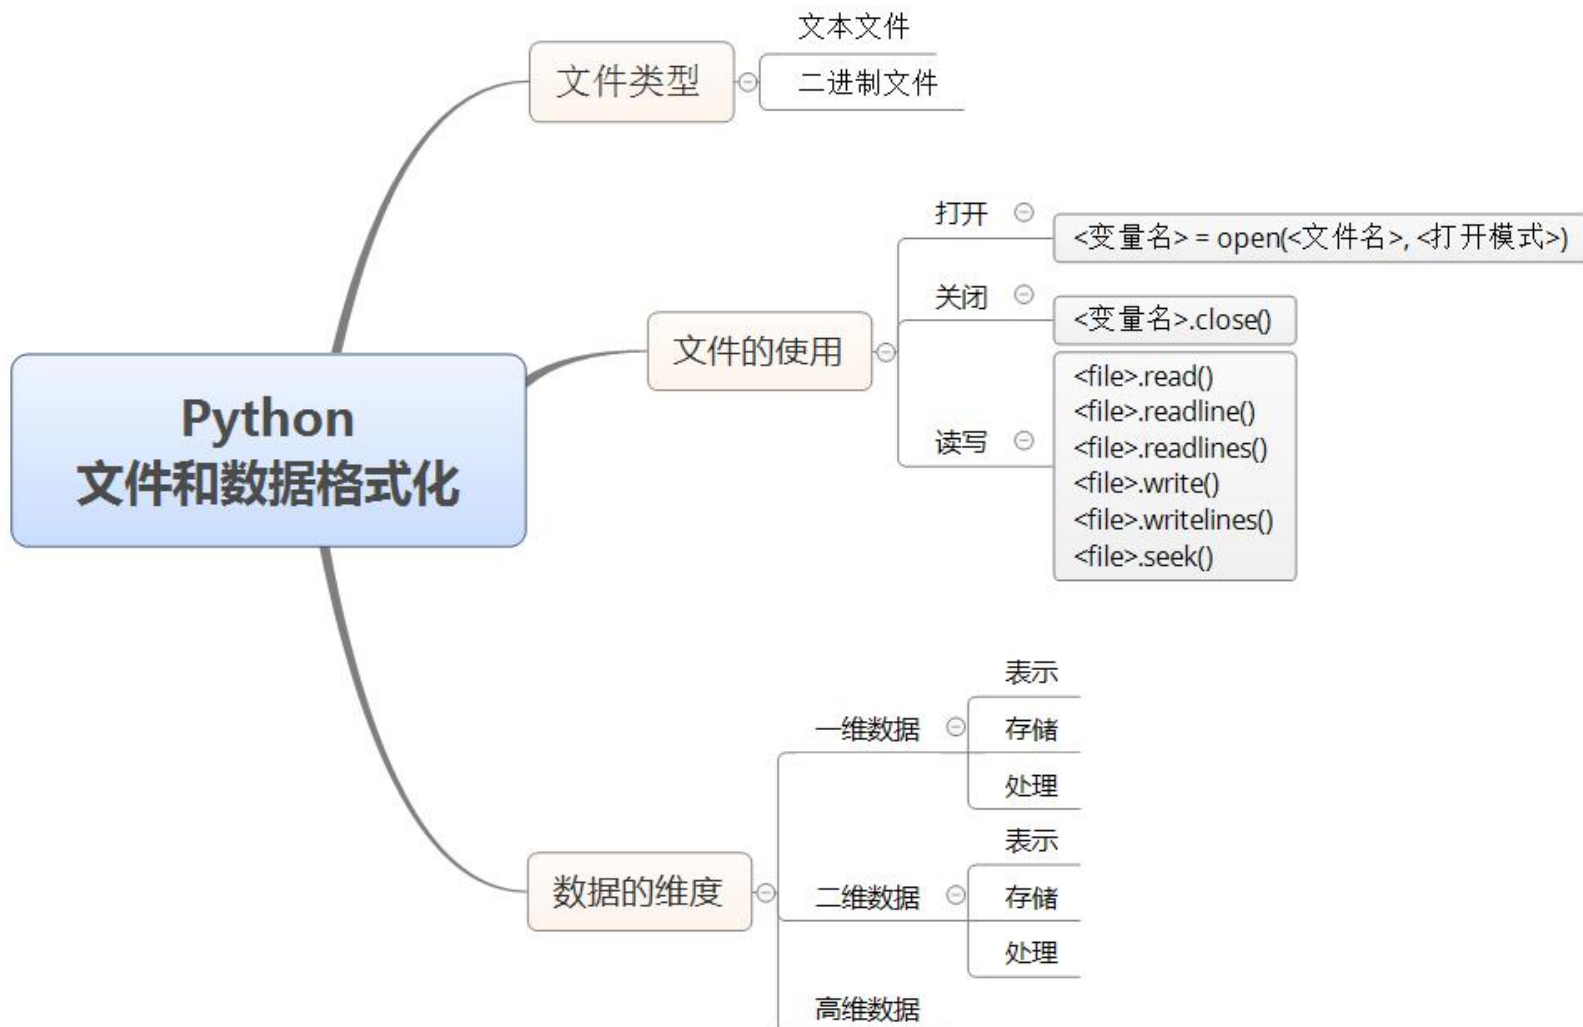 文本文件
文件类型
二进制文件
打开
<变量名> = open(<文件名>, <打开模式>)
关闭
<变量名>.close()
文件的使用
读写
<file>.read()
<file>.readline()
<file>.readlines()
<file>.write()
<file>.writelines()
<file>.seek()
Python
文件和数据格式化
表示
一维数据
存储
处理
数据的维度
表示
二维数据
存储
处理
高维数据